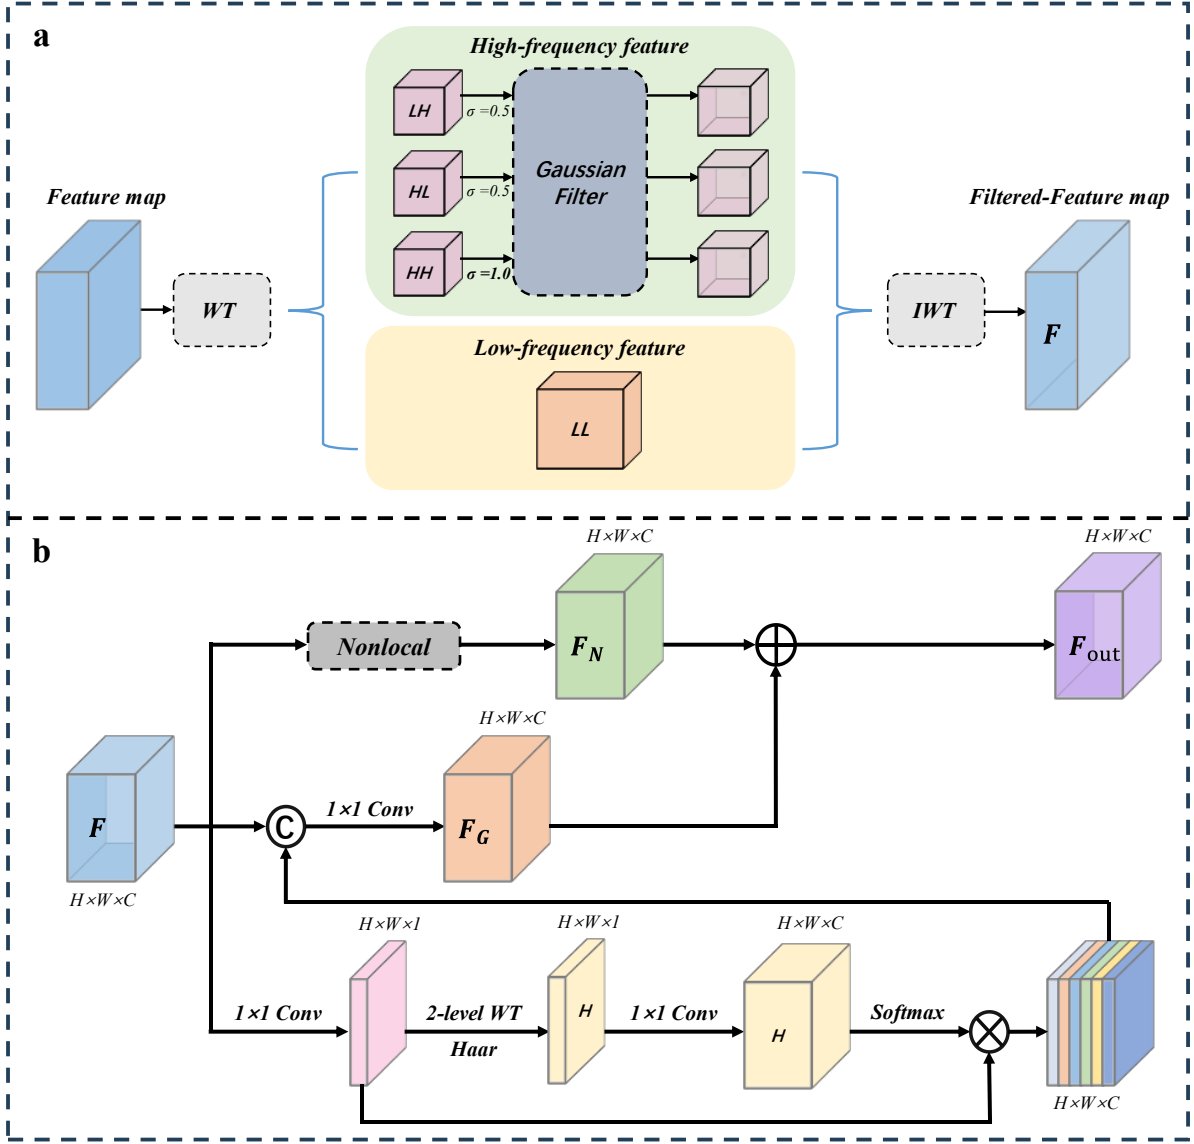 a
High-frequency feature
LH
σ =0.5
HL
σ =0.5
HH
σ =1.0
Gaussian
Filter
Feature map
WT
Filtered-Feature map
IWT
F
Low-frequency feature
LL
b
H×W×C
H×W×C
Nonlocal
F_N
F_out
H×W×C
F
1×1 Conv
F_G
C
H×W×C
H×W×1
H×W×1
H×W×C
1×1 Conv
2-level WT
Haar
H
1×1 Conv
H
Softmax
H×W×C